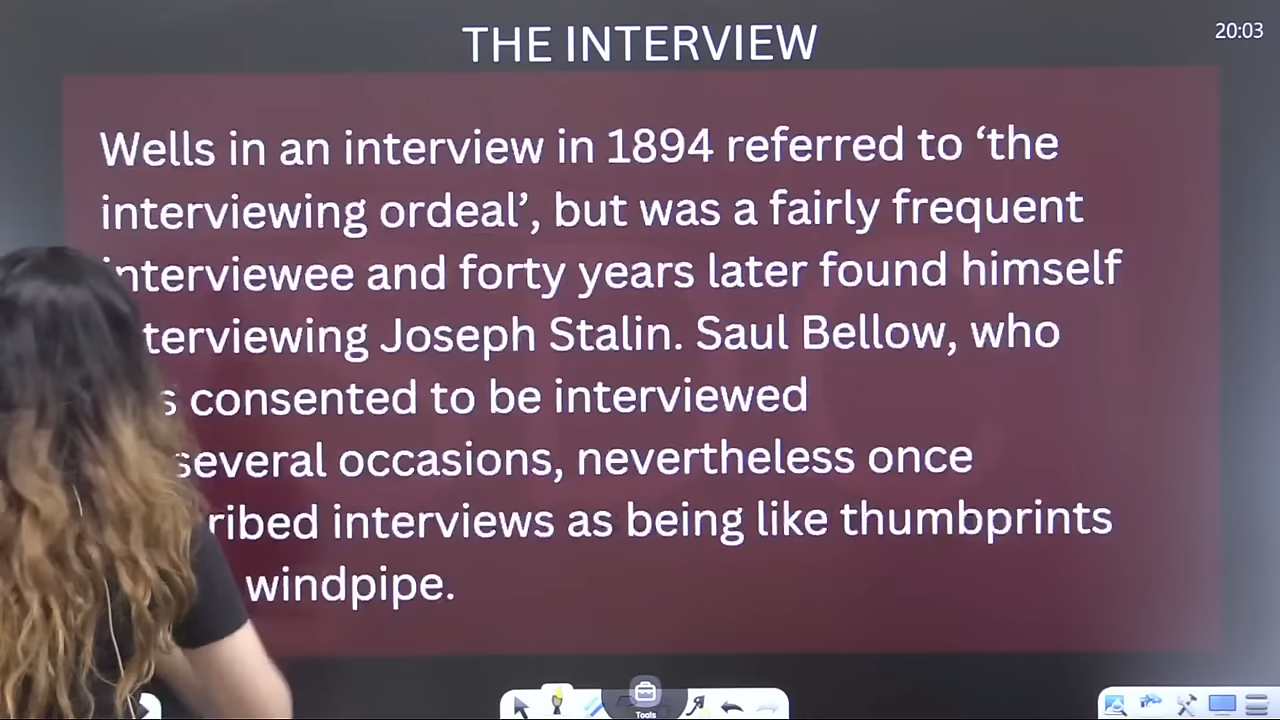 THE INTERVIEW
20:03
Wells in an interview in 1894 referred to ‘the
interviewing ordeal’, but was a fairly frequent
interviewee and forty years later found himself
terviewing Joseph Stalin. Saul Bellow, who
s consented to be interviewed
several occasions, nevertheless once
ribed interviews as being like thumbprints
windpipe.
Tools